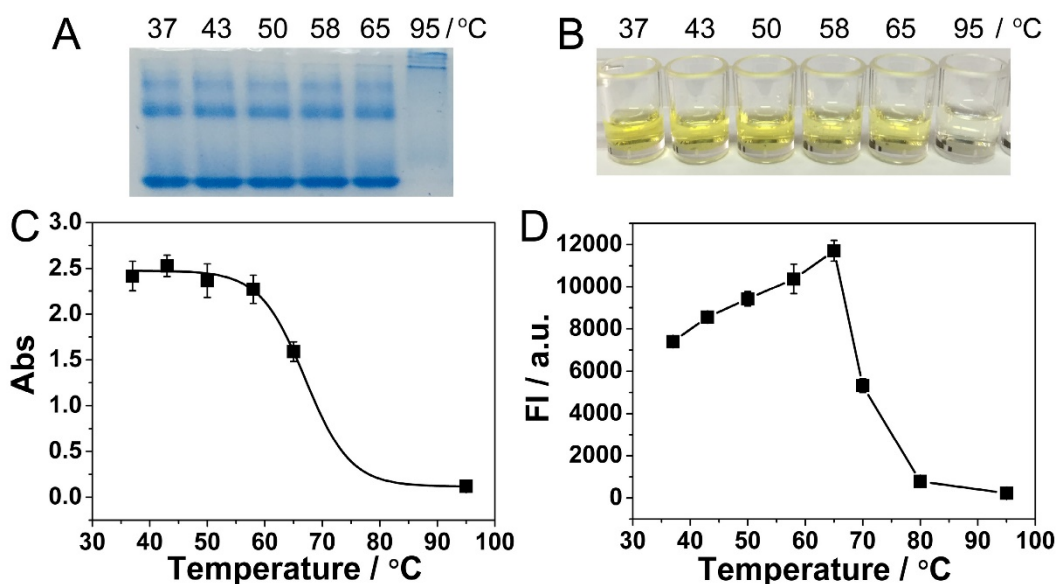 A
37 43 50 58 65 95 / °C
B
37 43 50 58 65 95 / °C
C
3.0
2.5
2.0
1.5
1.0
0.5
0.0
Abs
30 40 50 60 70 80 90 100
Temperature / °C
D
12000
10000
8000
6000
4000
2000
0
FI / a.u.
30 40 50 60 70 80 90 100
Temperature / °C